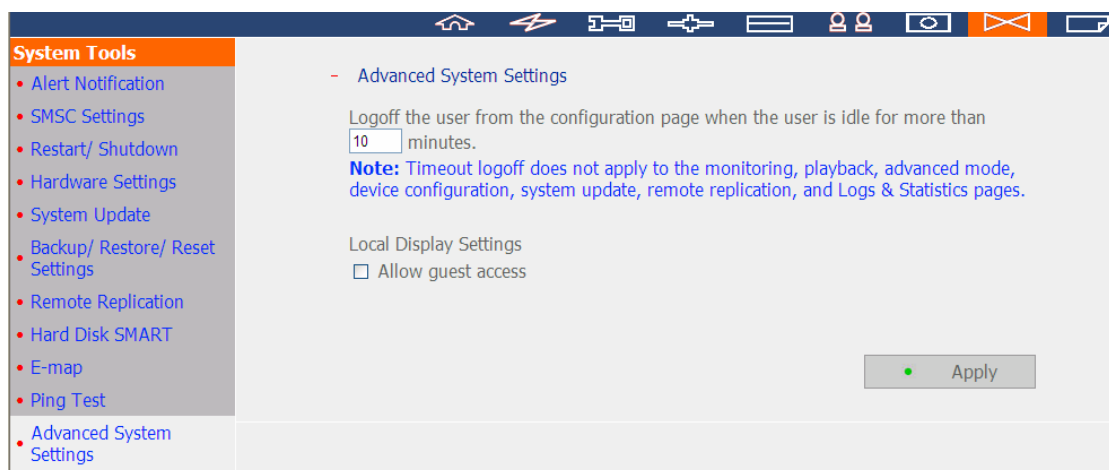 System Tools
Alert Notification
SMSC Settings
Restart/ Shutdown
Hardware Settings
System Update
Backup/ Restore/ Reset
Settings
Remote Replication
Hard Disk SMART
E-map
Ping Test
Advanced System
Settings
- Advanced System Settings
Logoff the user from the configuration page when the user is idle for more than
10 minutes.
Note: Timeout logoff does not apply to the monitoring, playback, advanced mode,
device configuration, system update, remote replication, and Logs & Statistics pages.
Local Display Settings
Allow guest access
Apply